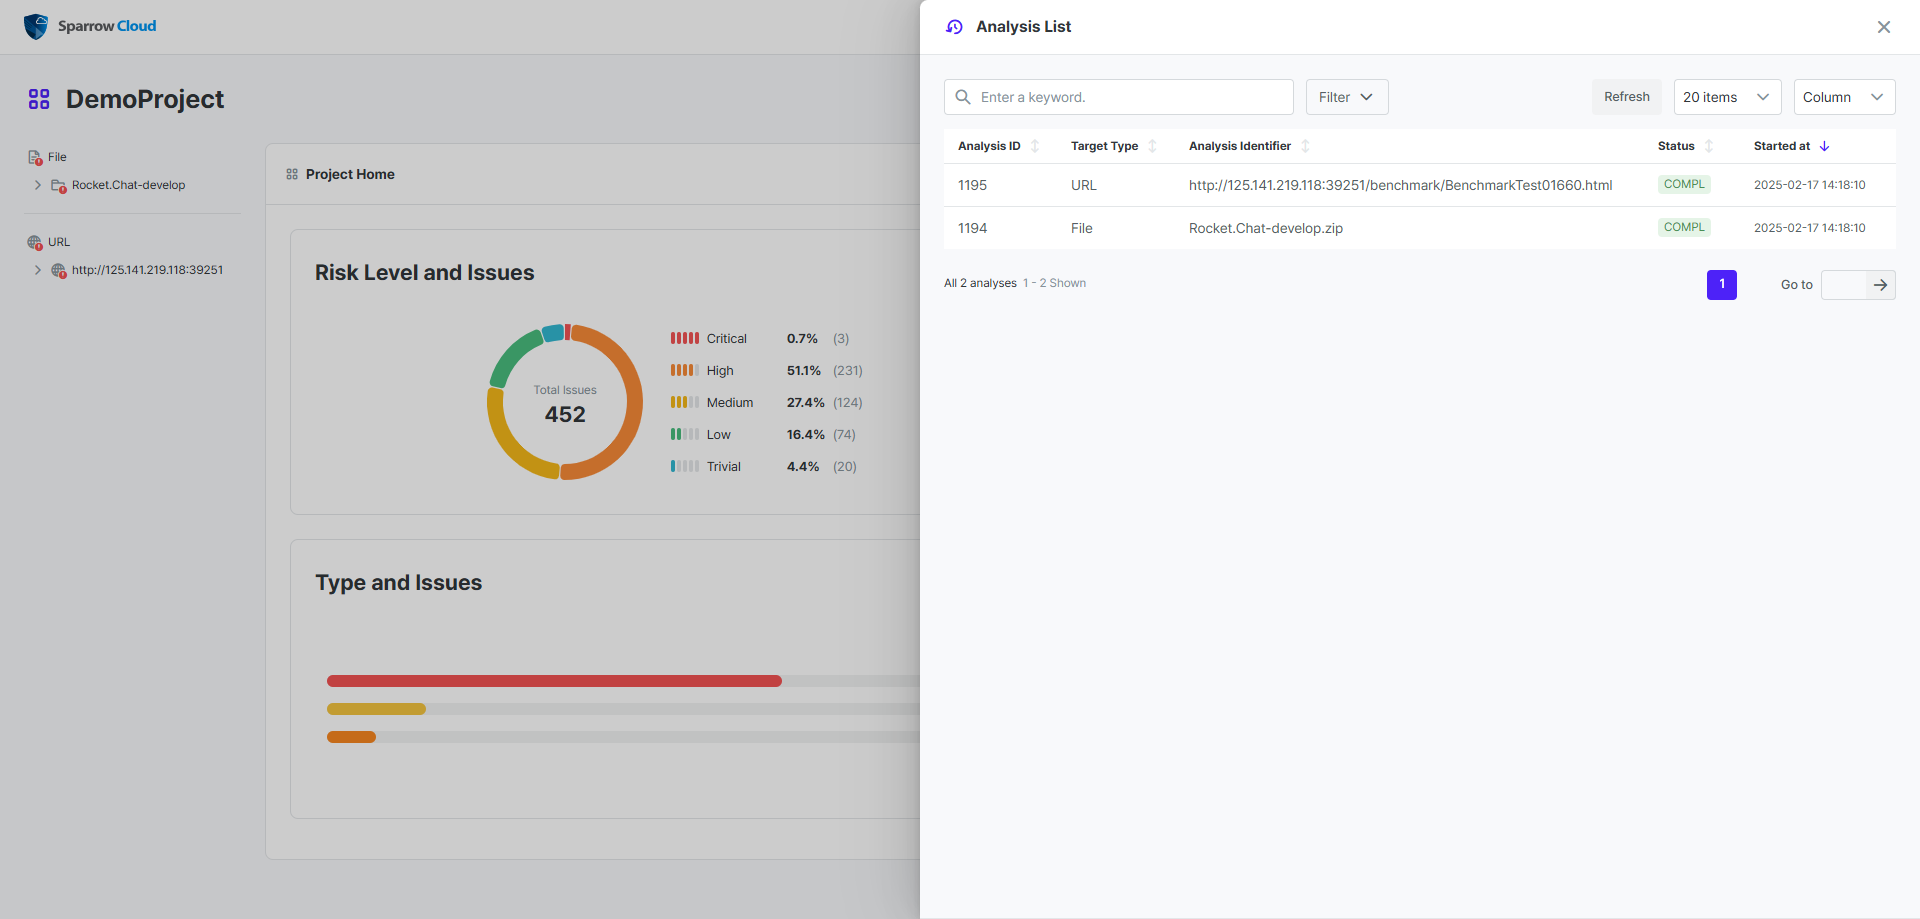 Sparrow Cloud
DemoProject
File
Rocket.Chat-develop
URL
http://125.141.219.118:39251
Project Home
Risk Level and Issues
Total Issues
452
Critical 0.7% (3)
High 51.1% (231)
Medium 27.4% (124)
Low 16.4% (74)
Trivial 4.4% (20)
Type and Issues
Analysis List
Enter a keyword.
Filter
Refresh
20 items
Column
Analysis ID Target Type Analysis Identifier Status Started at
1195 URL http://125.141.219.118:39251/benchmark/BenchmarkTest01660.html COMPL 2025-02-17 14:18:10
1194 File Rocket.Chat-develop.zip COMPL 2025-02-17 14:18:10
All 2 analyses 1 - 2 Shown
1
Go to